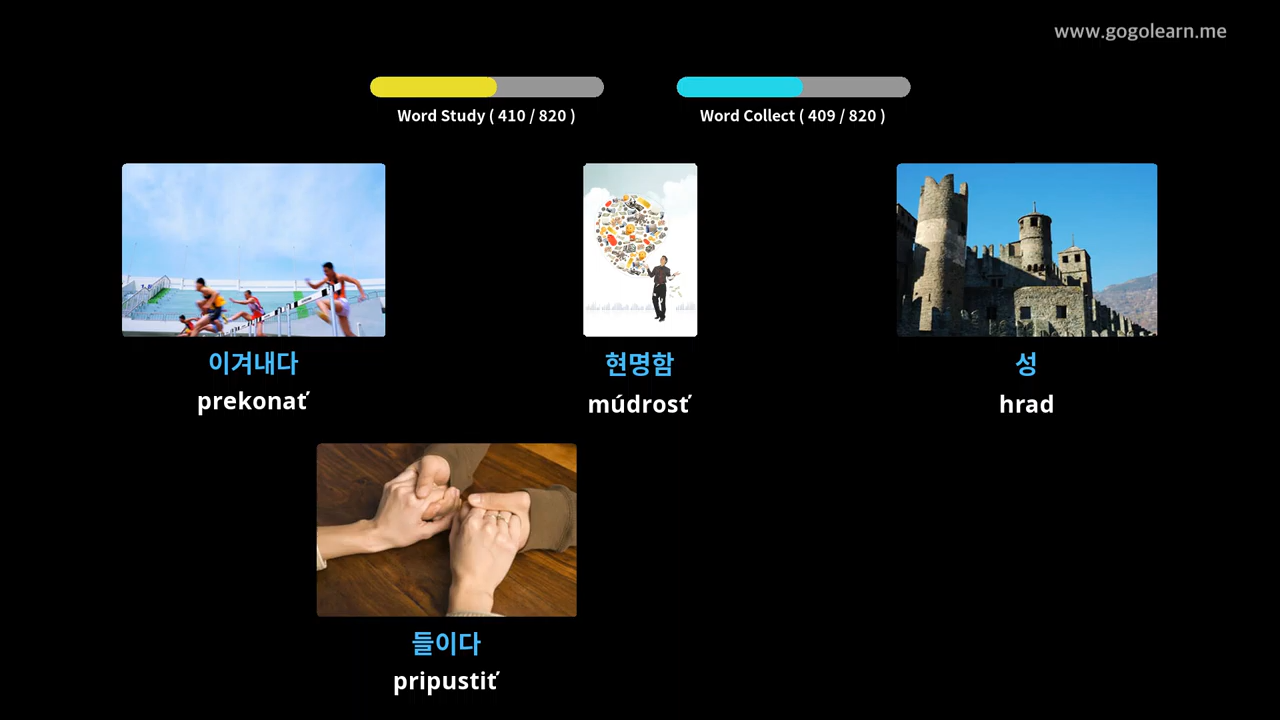 www.gogolearn.me
Word Study ( 410 / 820 )
Word Collect ( 409 / 820 )
이겨내다
prekonať
현명함
múdrosť
성
hrad
들이다
pripustiť